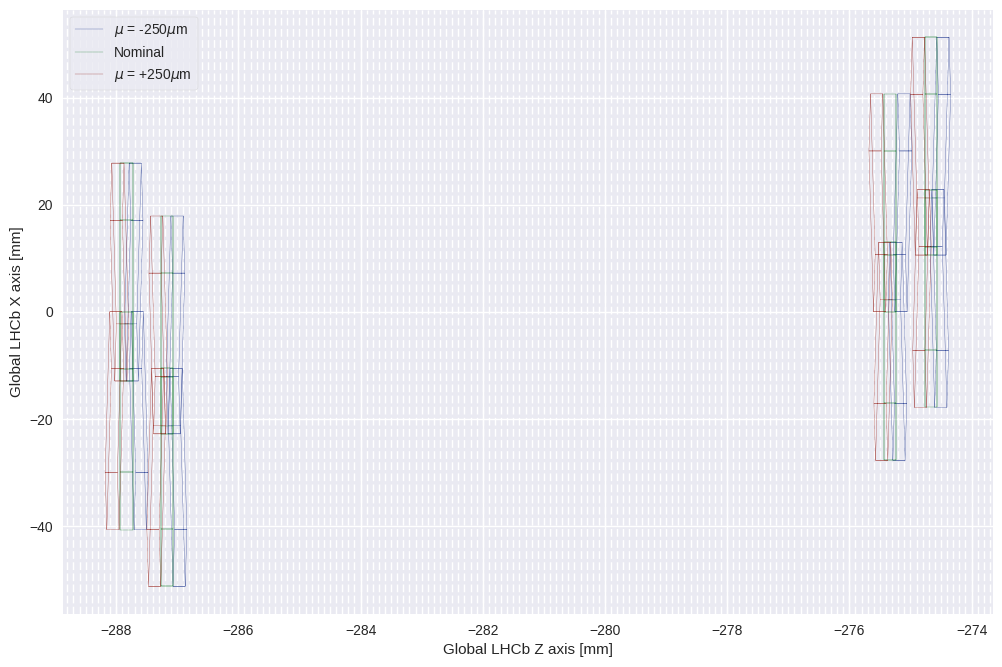 μ = -250μm
Nominal
μ = +250μm
40
20
0
−20
−40
Global LHCb X axis [mm]
−288
−286
−284
−282
−280
−278
−276
−274
Global LHCb Z axis [mm]